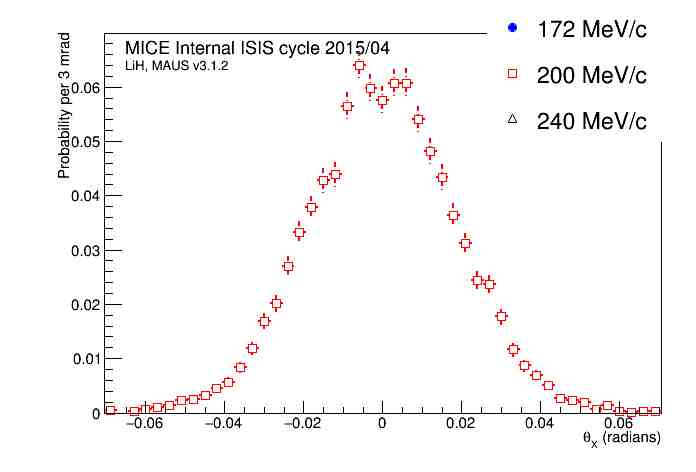 172 MeV/c
200 MeV/c
240 MeV/c
MICE Internal ISIS cycle 2015/04
LiH, MAUS v3.1.2
Probability per 3 mrad
0.06
0.05
0.04
0.03
0.02
0.01
0
−0.06
−0.04
−0.02
0
0.02
0.04
0.06
θX (radians)